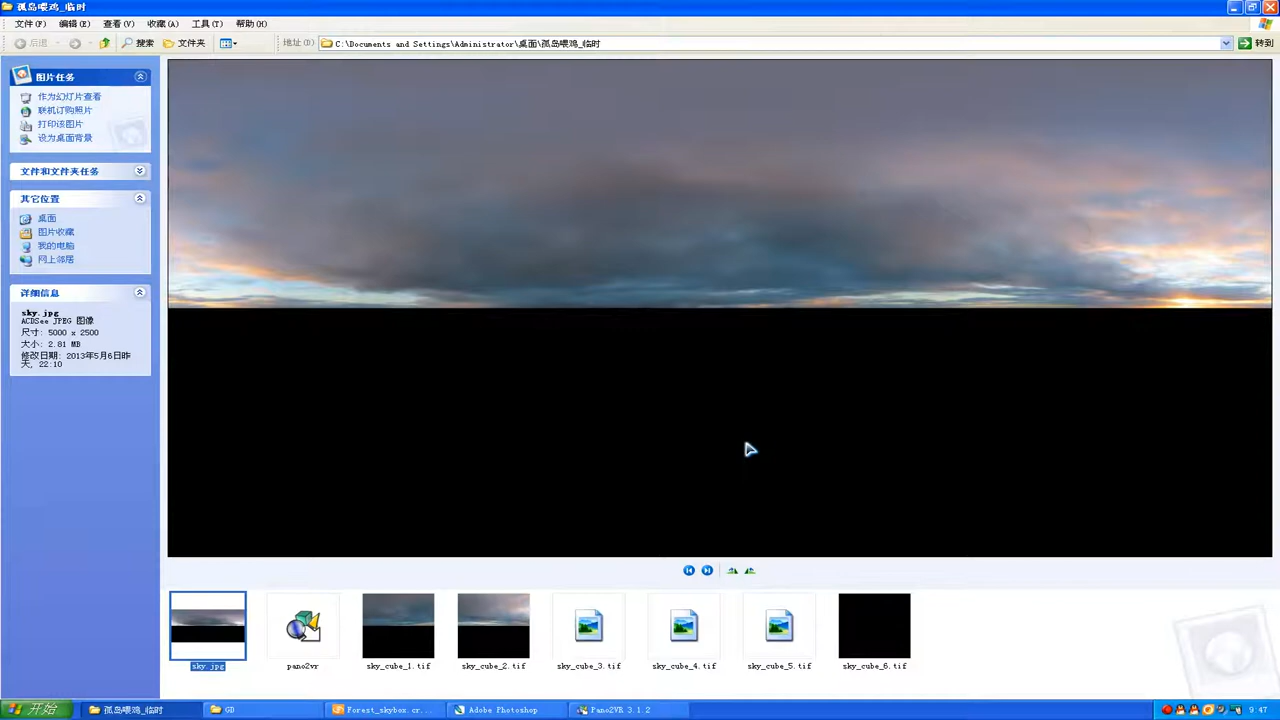 孤岛喂鸡_临时
文件(F) 编辑(E) 查看(V) 收藏(A) 工具(T) 帮助(H)
后退 搜索 文件夹 地址(D) C:\Documents and Settings\Administrator\桌面\孤岛喂鸡_临时 转到
图片任务
作为幻灯片查看
联机订购照片
打印该图片
设为桌面背景
文件和文件夹任务
其它位置
桌面
图片收藏
我的电脑
网上邻居
详细信息
sky.jpg
ACDSee JPEG 图像
尺寸: 5000 x 2500
大小: 2.81 MB
修改日期: 2013年5月6日昨
天, 22:10
sky.jpg pano2vr sky_cube_1.tif sky_cube_2.tif sky_cube_3.tif sky_cube_4.tif sky_cube_5.tif sky_cube_6.tif
开始 孤岛喂鸡_临时 GD Forest_skybox.cr... Adobe Photoshop Pano2VR 3.1.2 9:47